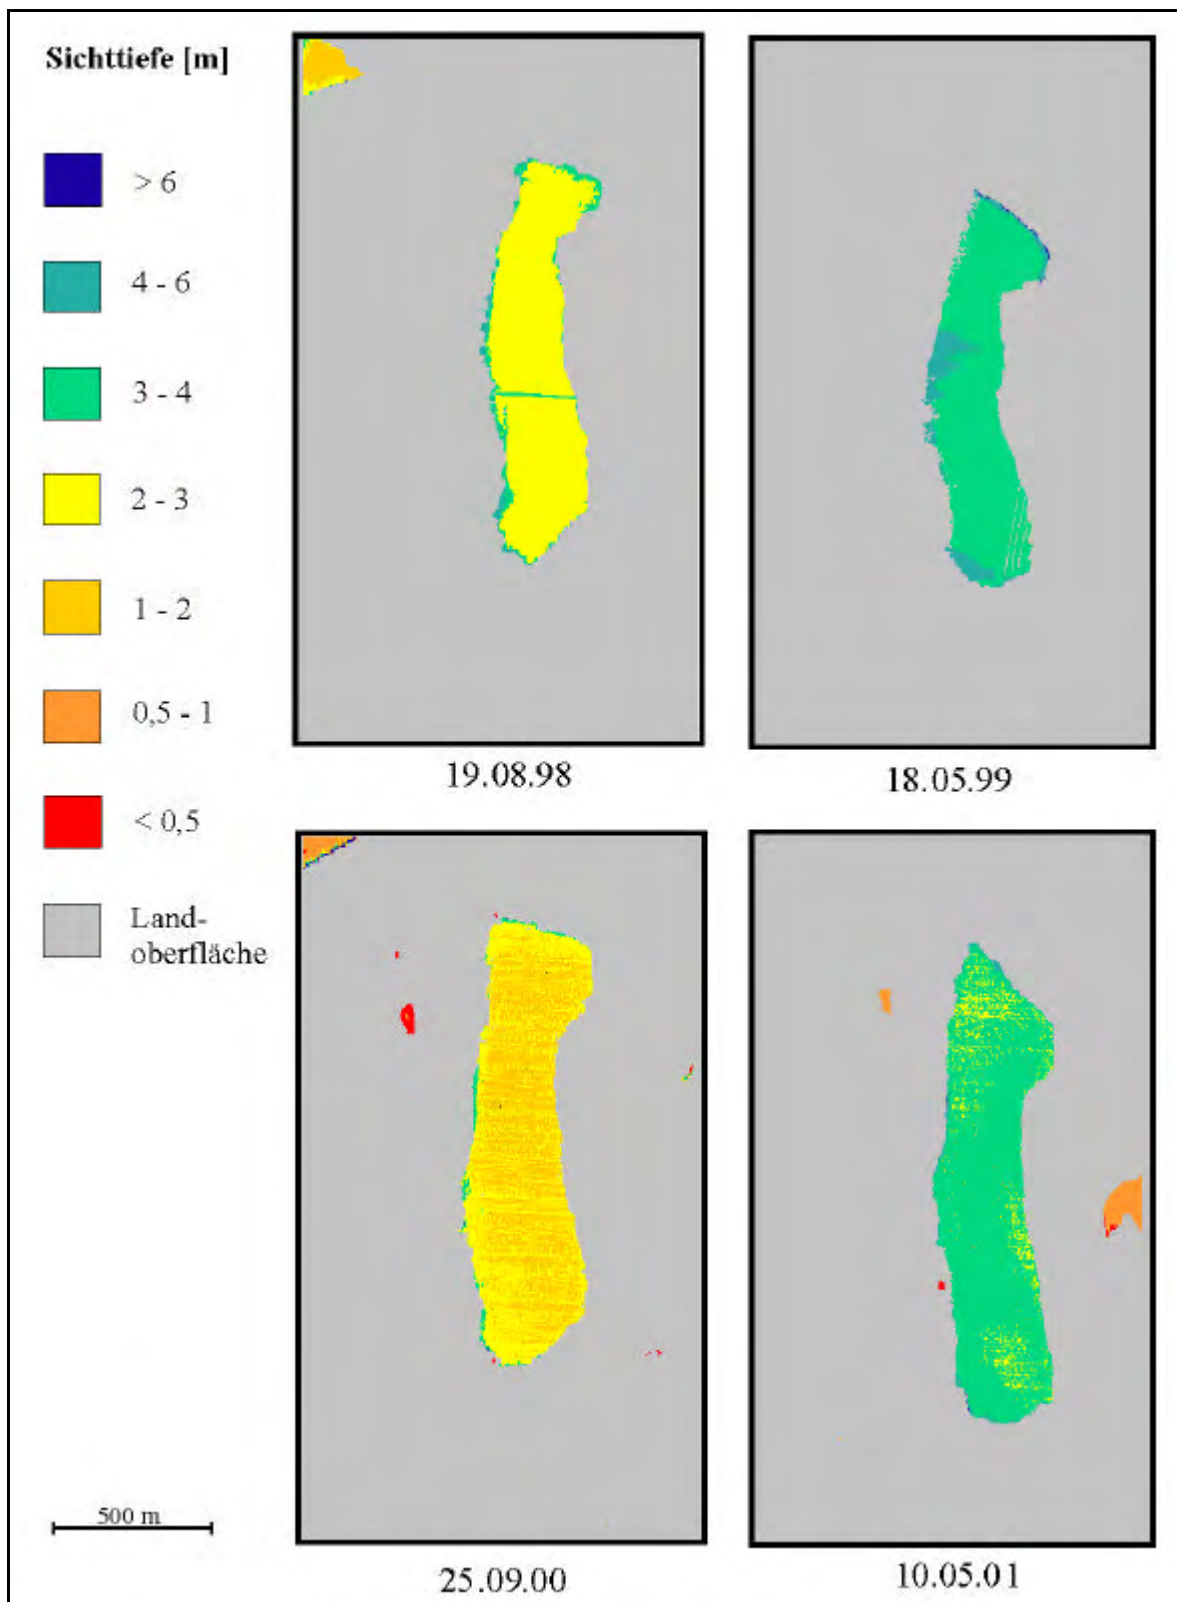 Sichttiefe [m]
> 6
4 - 6
3 - 4
2 - 3
1 - 2
0,5 - 1
< 0,5
Land-
oberfläche
500 m
19.08.98
18.05.99
25.09.00
10.05.01